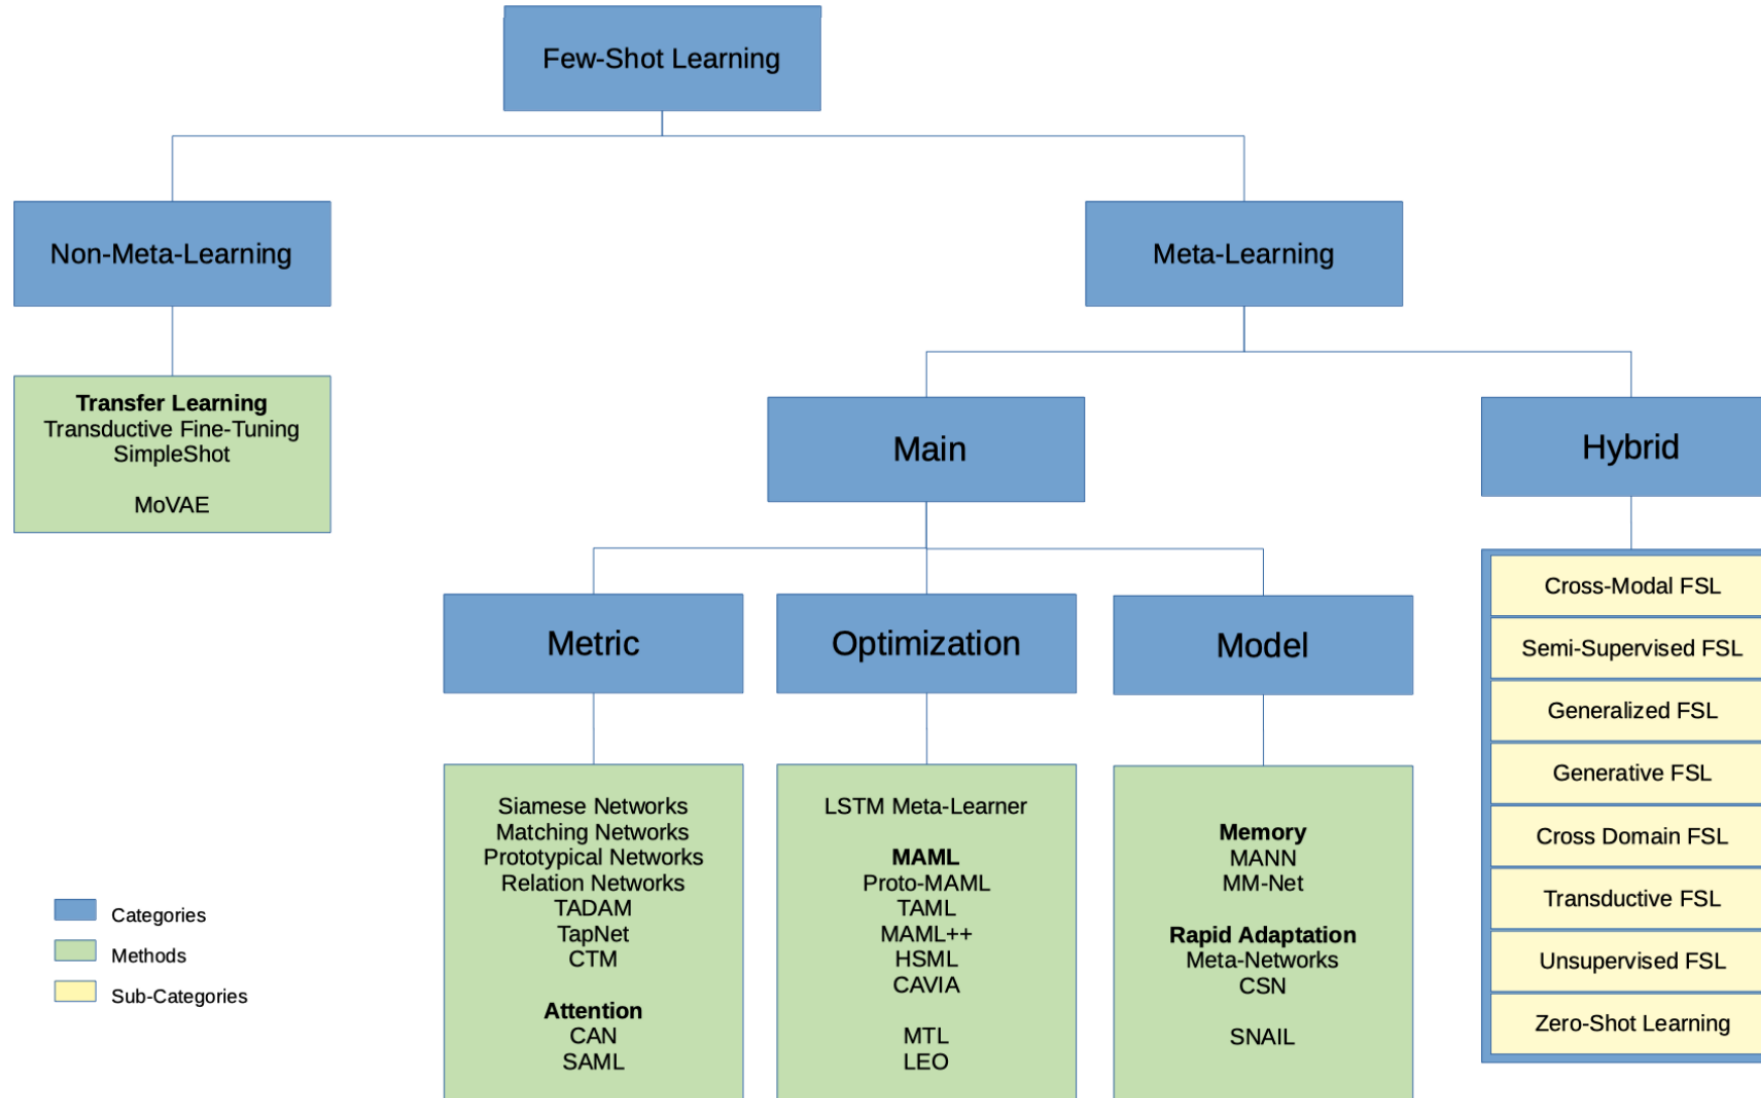 Few-Shot Learning
Non-Meta-Learning
Meta-Learning
Transfer Learning
Transductive Fine-Tuning
SimpleShot
MoVAE
Main
Hybrid
Metric
Optimization
Model
Siamese Networks
Matching Networks
Prototypical Networks
Relation Networks
TADAM
TapNet
CTM
Attention
CAN
SAML
LSTM Meta-Learner
MAML
Proto-MAML
TAML
MAML++
HSML
CAVIA
MTL
LEO
Memory
MANN
MM-Net
Rapid Adaptation
Meta-Networks
CSN
SNAIL
Cross-Modal FSL
Semi-Supervised FSL
Generalized FSL
Generative FSL
Cross Domain FSL
Transductive FSL
Unsupervised FSL
Zero-Shot Learning
Categories
Methods
Sub-Categories